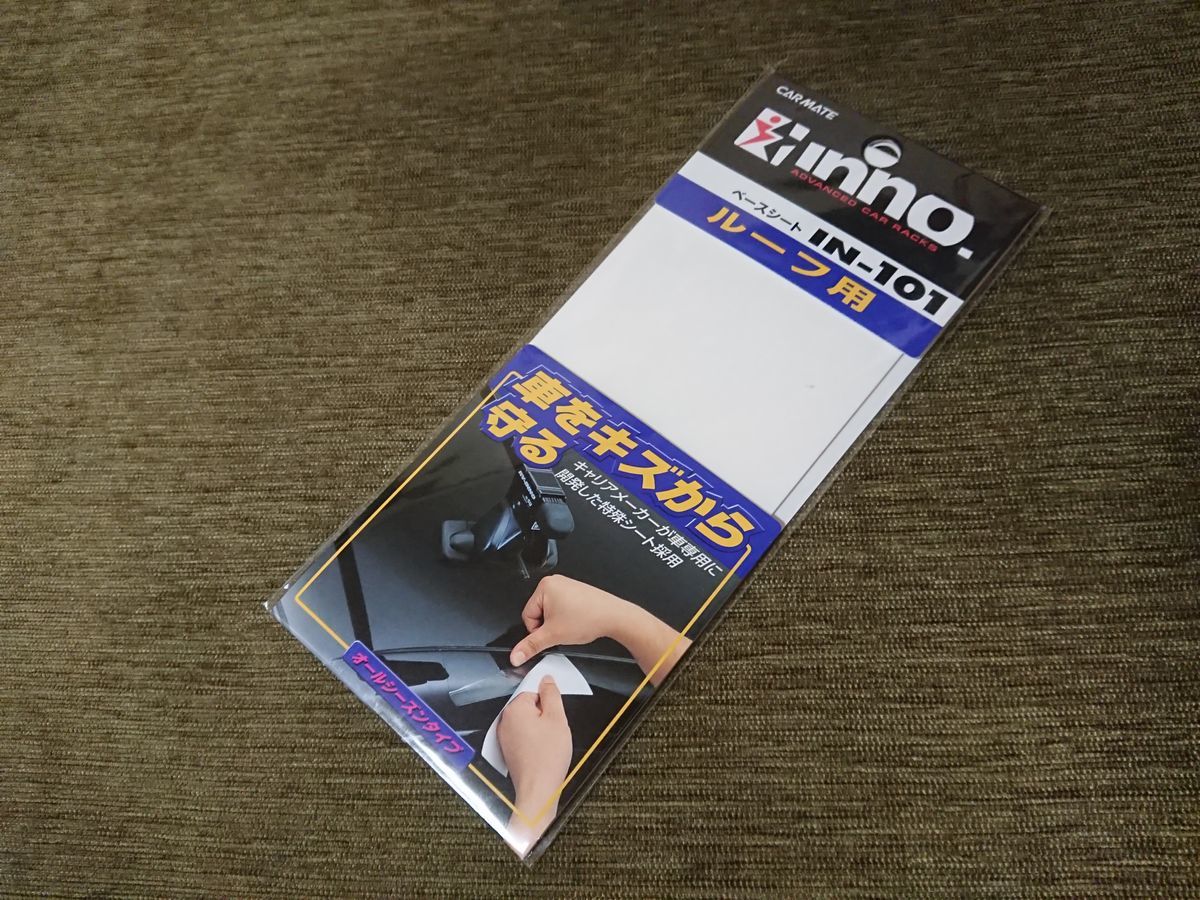 CAR MATE
inno.
ADVANCED CAR RACKS
ベースシート IN-101
ルーフ用
車をキズから
守る
キャリアメーカーが車専用に
開発した特殊シート採用
オールシーズンタイプ